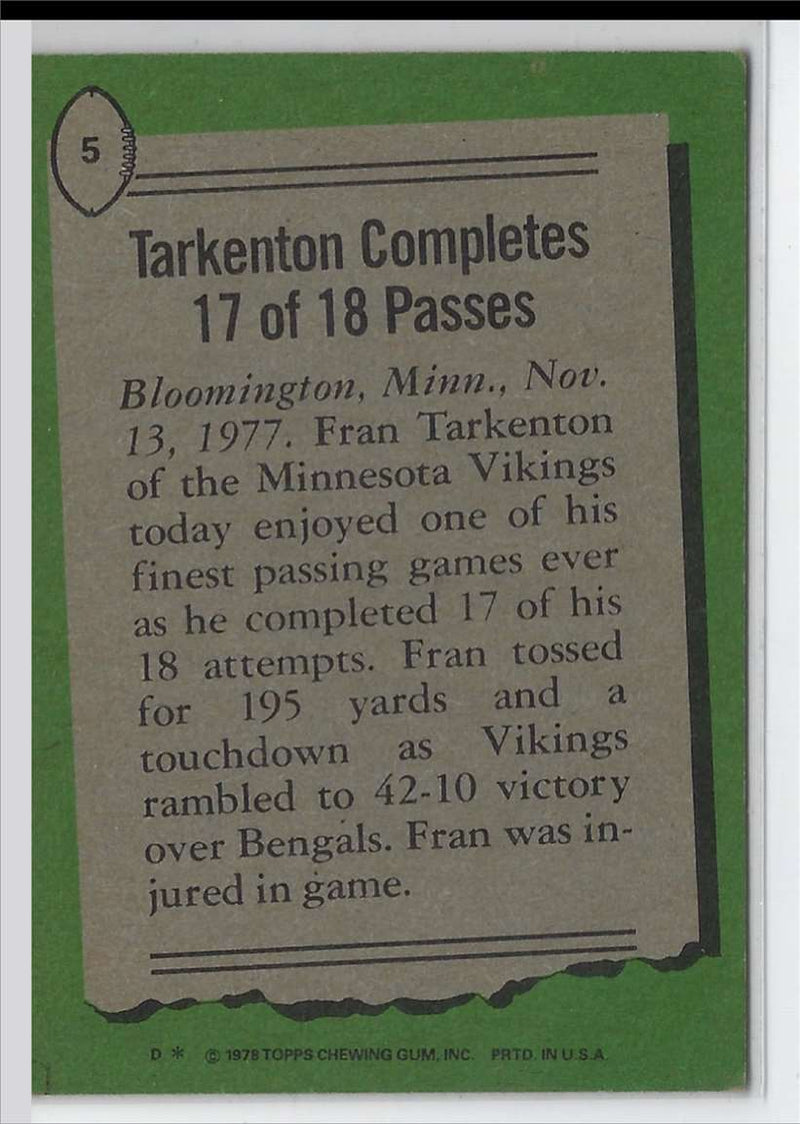 5
Tarkenton Completes
17 of 18 Passes
Bloomington, Minn., Nov.
13, 1977. Fran Tarkenton
of the Minnesota Vikings
today enjoyed one of his
finest passing games ever
as he completed 17 of his
18 attempts. Fran tossed
for 195 yards and a
touchdown as Vikings
rambled to 42-10 victory
over Bengals. Fran was in-
jured in game.
D * © 1978 TOPPS CHEWING GUM, INC. PRTD. IN U.S.A.